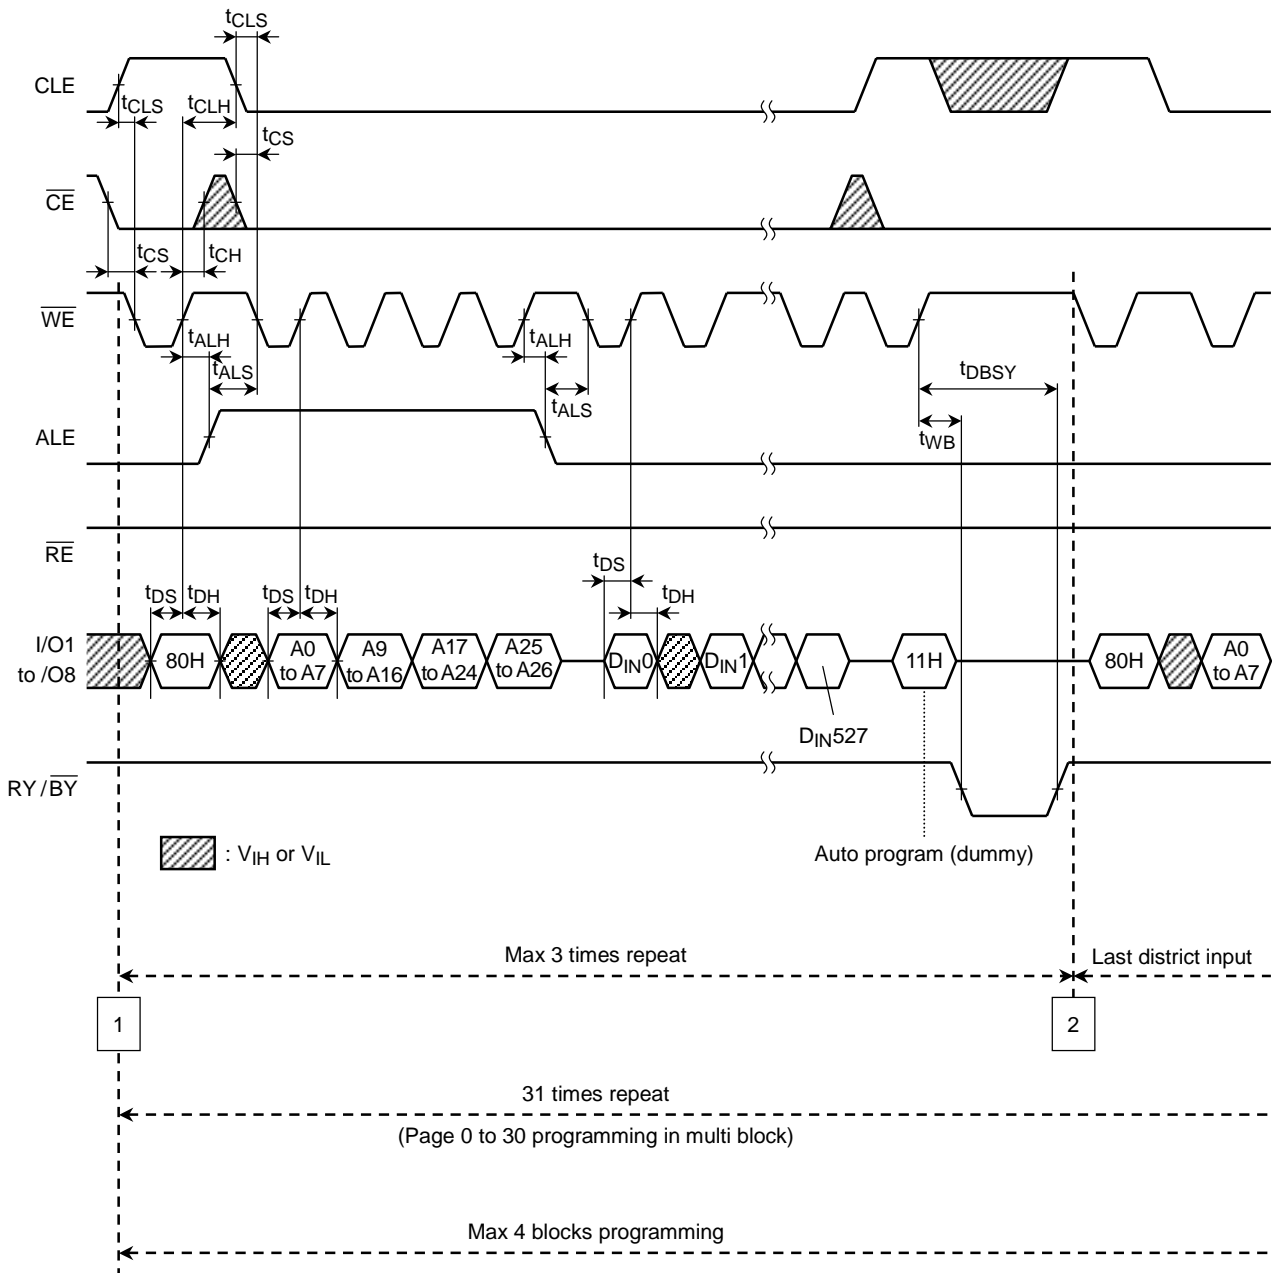 tCLS
CLE
tCLS
tCLH
tCS
CE
tCS
tCH
WE
tALH
tALH
tALS
tDBSY
tALS
ALE
tWB
RE
tDS
tDS
tDH
tDS
tDH
tDH
I/O1
to /O8
80H
A0
to A7
A9
to A16
A17
to A24
A25
to A26
DIN0
DIN1
11H
80H
A0
to A7
DIN527
RY/BY
: VIH or VIL
Auto program (dummy)
Max 3 times repeat
Last district input
1
2
31 times repeat
(Page 0 to 30 programming in multi block)
Max 4 blocks programming